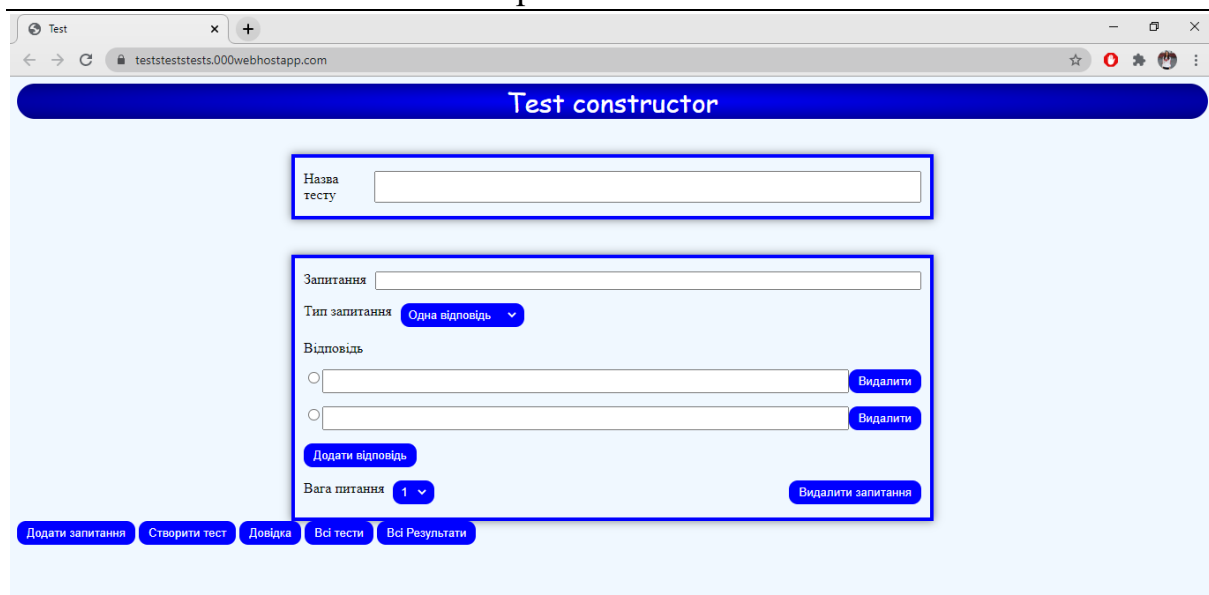 Test
teststeststests.000webhostapp.com
Test constructor
Назва
тесту
Запитання
Тип запитання Одна відповідь
Відповідь
Видалити
Видалити
Додати відповідь
Вага питання 1 Видалити запитання
Додати запитання Створити тест Довідка Всі тести Всі Результати